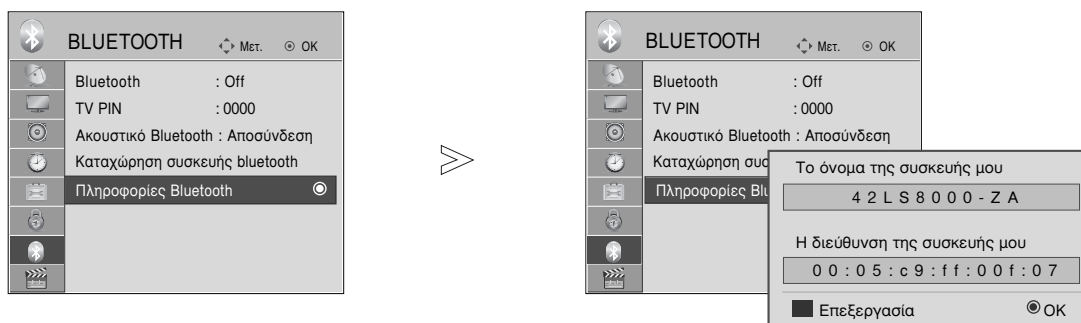 BLUETOOTH Μετ. OK
Bluetooth : Off
TV PIN : 0000
Ακουστικό Bluetooth : Αποσύνδεση
Καταχώρηση συσκευής bluetooth
Πληροφορίες Bluetooth
BLUETOOTH Μετ. OK
Bluetooth : Off
TV PIN : 0000
Ακουστικό Bluetooth : Αποσύνδεση
Καταχώρηση συσ
Πληροφορίες Bl
Το όνομα της συσκευής μου
42LS8000-ZA
Η διεύθυνση της συσκευής μου
00:05:c9:ff:00f:07
Επεξεργασία OK